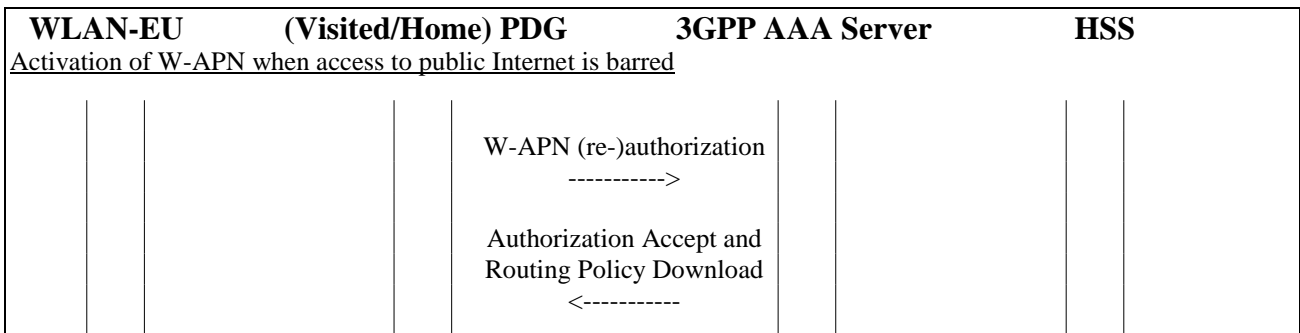 WLAN-EU (Visited/Home) PDG 3GPP AAA Server HSS
Activation of W-APN when access to public Internet is barred
W-APN (re-)authorization
----------->
Authorization Accept and
Routing Policy Download
<-----------